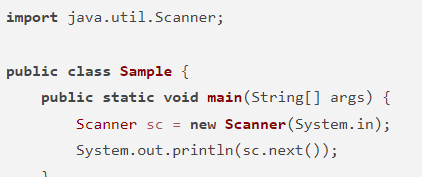 import java.util.Scanner;
public class Sample {
public static void main(String[] args) {
Scanner sc = new Scanner(System.in);
System.out.println(sc.next());
}